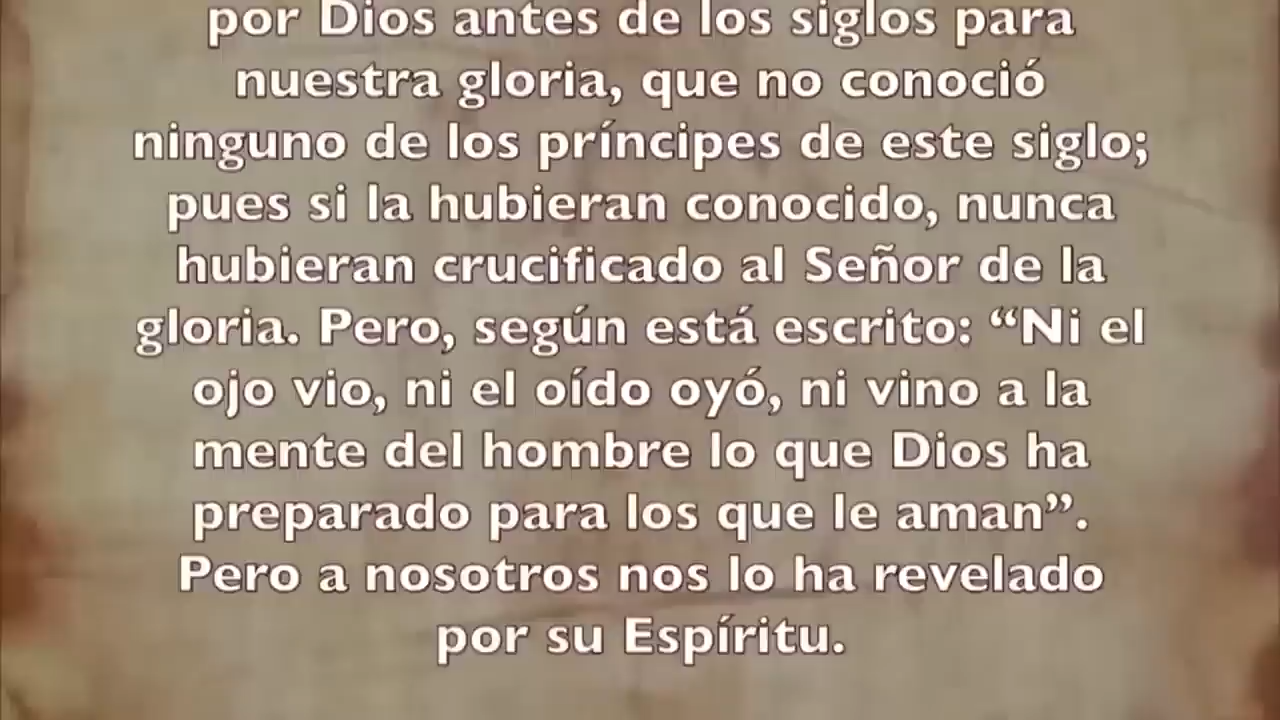 por Dios antes de los siglos para
nuestra gloria, que no conoció
ninguno de los príncipes de este siglo;
pues si la hubieran conocido, nunca
hubieran crucificado al Señor de la
gloria. Pero, según está escrito: “Ni el
ojo vio, ni el oído oyó, ni vino a la
mente del hombre lo que Dios ha
preparado para los que le aman”.
Pero a nosotros nos lo ha revelado
por su Espíritu.